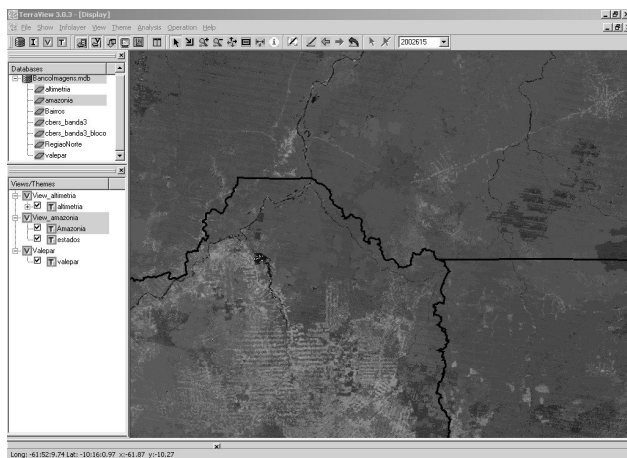 TerraView 3.0.3 - [Display]
File Show Infolayer View Theme Analysis Operation Help
2002615
Databases
BancoImagens.mdb
altimetria
amazonia
Bairros
cbers_banda3
cbers_banda3_bloco
RegiaoNorte
valepar
Views/Themes
View_altimetria
altimetria
View_amazonia
Amazonia
estados
Valepar
valepar
Long: -61:52:9.74 Lat: -10:16:0.97 x:-61.87 y:-10.27